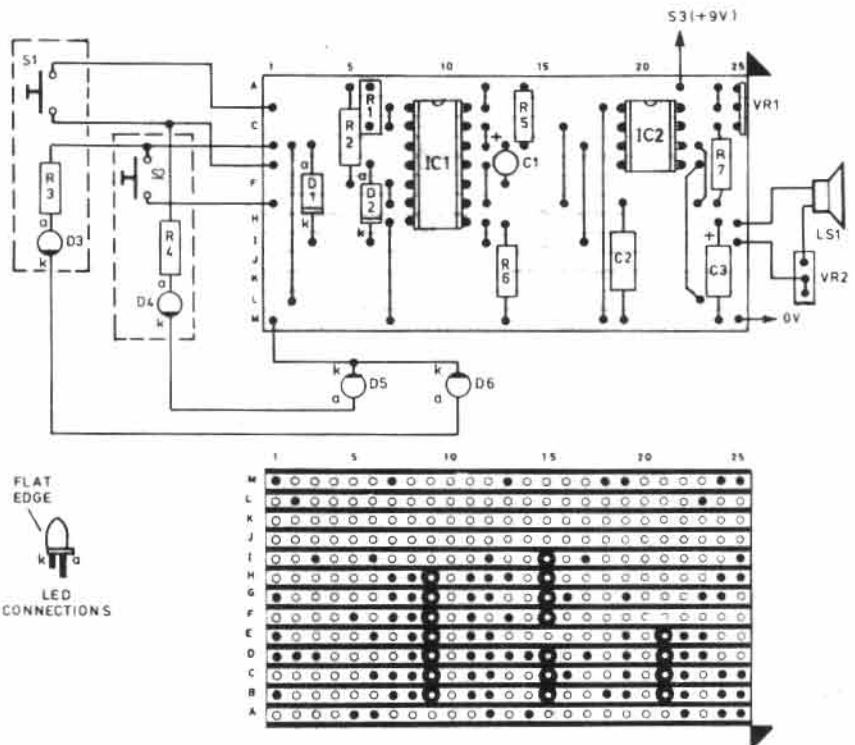 S3(+9V)
S1
1 5 10 15 20 25
A
C
F
H
I
J
K
L
M
R1
R2
IC1
R5
+
C1
IC2
VR1
R7
a
D1
k
a
D2
k
R6
C2
+
C3
LS1
VR2
0V
S2
R3
a
D3
k
R4
a
D4
k
k
a
D5
k
a
D6
FLAT
EDGE
k a
LED
CONNECTIONS
1 5 10 15 20 25
M
L
K
J
I
H
G
F
E
D
C
B
A